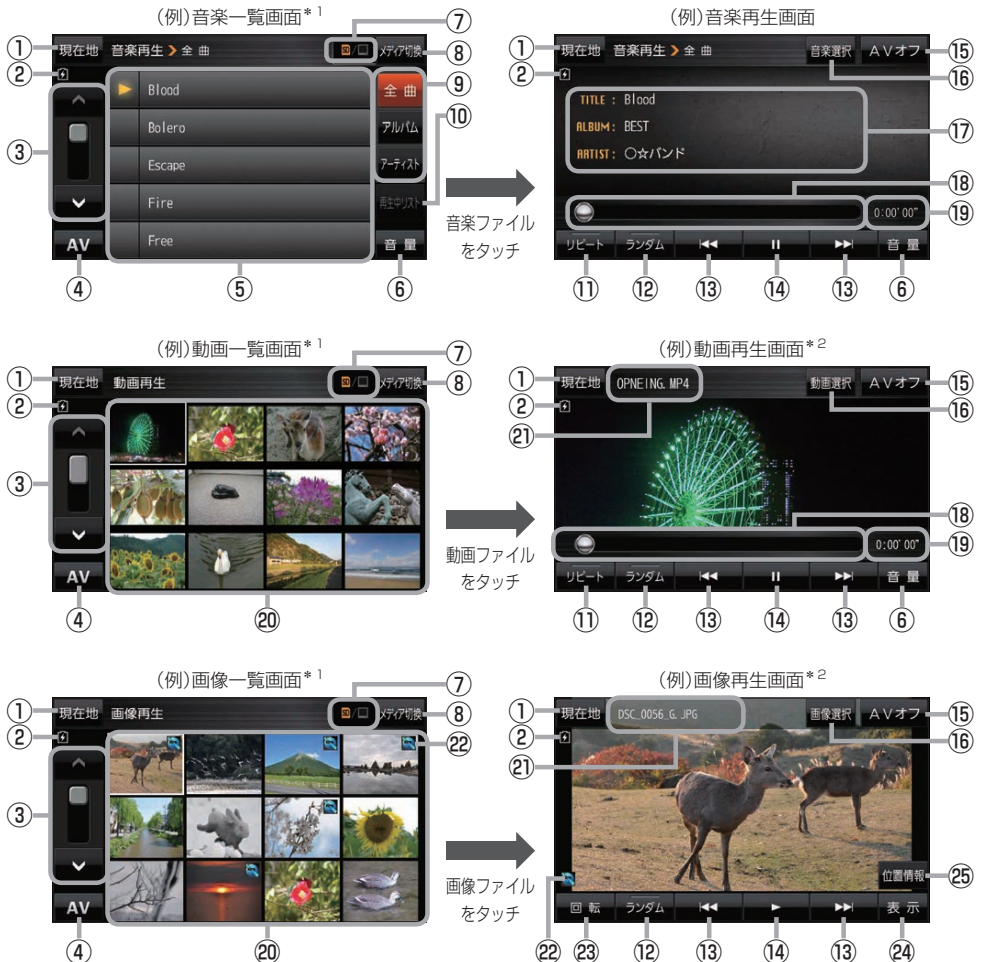 (例)音楽一覧画面*1
⑦
(例)音楽再生画面
① 現在地 音楽再生 > 全 曲 SD/ メディア切換 ⑧
②
③
Blood
Bolero
Escape
Fire
Free
全 曲 ⑨
アルバム
アーティスト
再生中リスト ⑩
AV 音 量
④ ⑤ ⑥
音楽ファイル
をタッチ
① 現在地 音楽再生 > 全 曲 音楽選択 AVオフ ⑮
② ⑯
TITLE : Blood
ALBUM : BEST ⑰
ARTIST : ○☆バンド
⑱
0:00'00" ⑲
リピート ランダム 音 量
⑪ ⑫ ⑬ ⑭ ⑬ ⑥
(例)動画一覧画面*1
⑦
(例)動画再生画面*2
① 現在地 動画再生 SD/ メディア切換 ⑧
②
③
AV
④ ⑳
動画ファイル
をタッチ
① 現在地 OPNEING.MP4 動画選択 AVオフ ⑮
② ㉑ ⑯
⑱
0:00'00" ⑲
リピート ランダム 音 量
⑪ ⑫ ⑬ ⑭ ⑬ ⑥
(例)画像一覧画面*1
⑦
(例)画像再生画面*2
① 現在地 画像再生 SD/ メディア切換 ⑧
② ㉒
③
AV
④ ⑳
画像ファイル
をタッチ
① 現在地 DSC_0056_G.JPG 画像選択 AVオフ ⑮
② ㉑ ⑯
位置情報 ㉕
回 転 ランダム 表 示
㉒ ㉓ ⑫ ⑬ ⑭ ⑬ ㉔